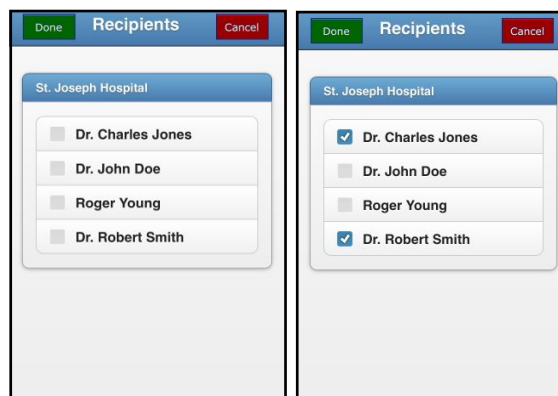 Done Recipients Cancel
St. Joseph Hospital
Dr. Charles Jones
Dr. John Doe
Roger Young
Dr. Robert Smith
Done Recipients Cancel
St. Joseph Hospital
Dr. Charles Jones
Dr. John Doe
Roger Young
Dr. Robert Smith